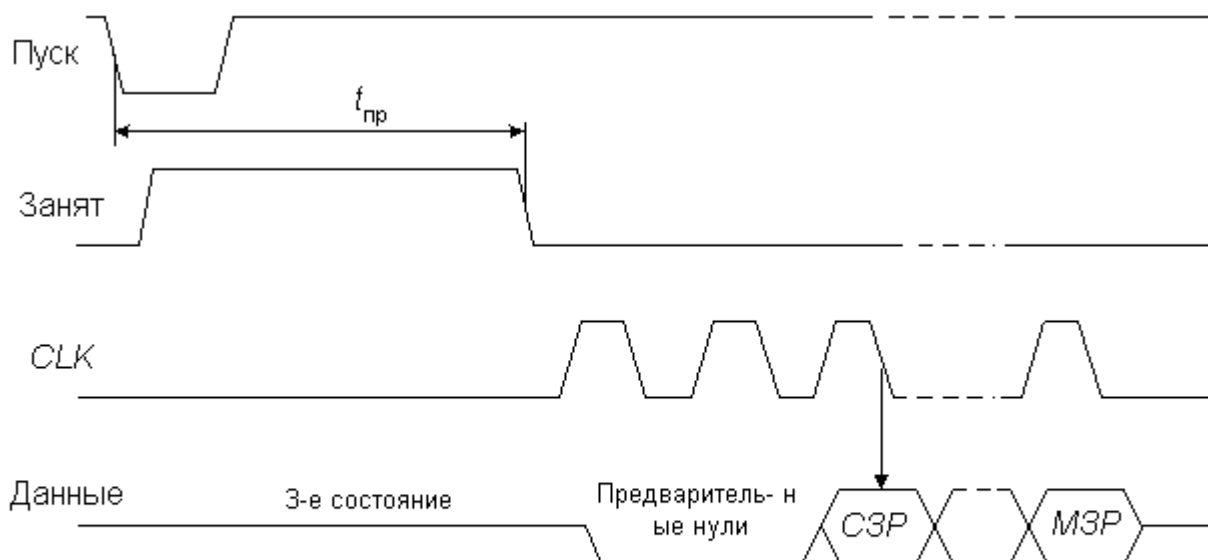 Пуск
tпр
Занят
CLK
Данные
3-е состояние
Предваритель- н
ые нули
СЗР
МЗР